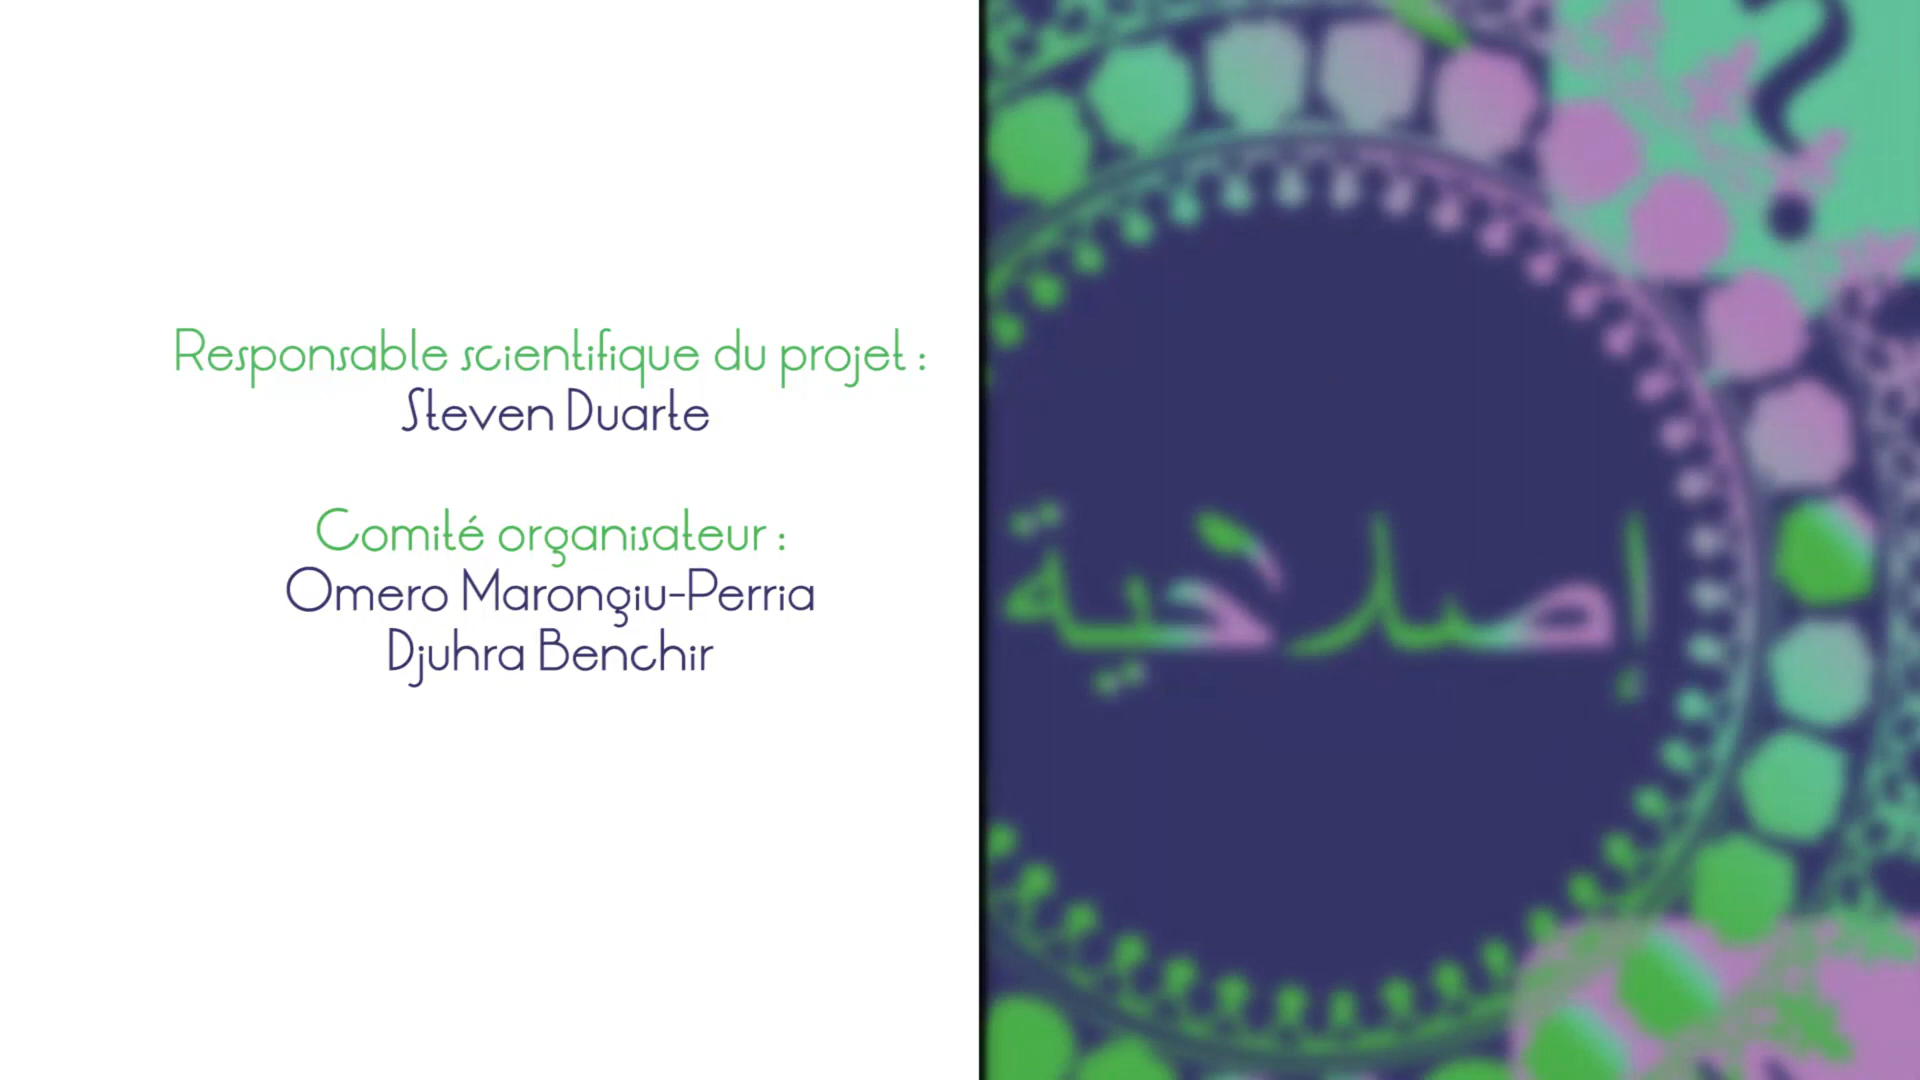 Responsable scientifique du projet :
Steven Duarte
Comité organisateur :
Omero Marongiu-Perria
Djuhra Benchir
?
إصلاحية